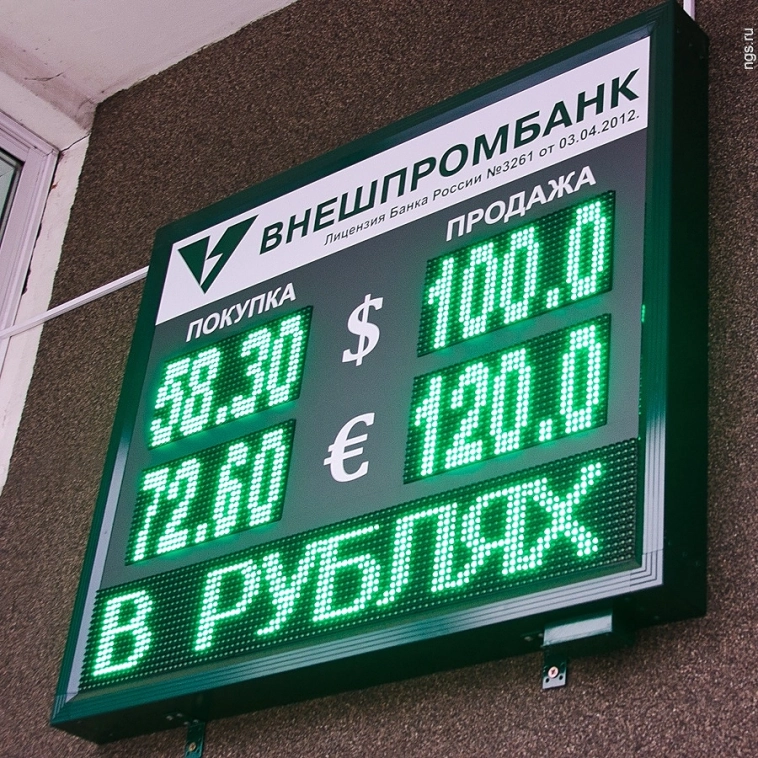 ВНЕШПРОМБАНК
Лицензия Банка России №3261 от 03.04.2012.
ПОКУПКА ПРОДАЖА
58.30 $ 100.0
72.60 € 120.0
В РУБЛЯХ
ngs.ru